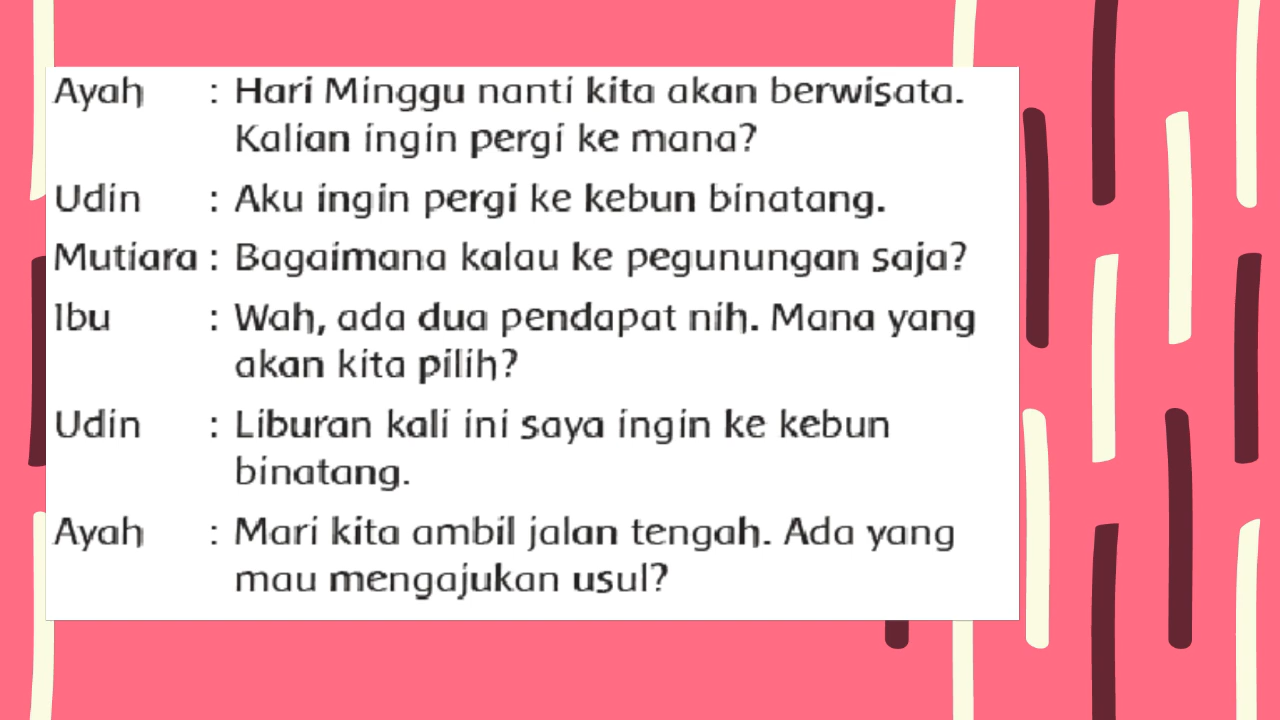 Ayah : Hari Minggu nanti kita akan berwisata.
Kalian ingin pergi ke mana?
Udin : Aku ingin pergi ke kebun binatang.
Mutiara : Bagaimana kalau ke pegunungan saja?
Ibu : Wah, ada dua pendapat nih. Mana yang
akan kita pilih?
Udin : Liburan kali ini saya ingin ke kebun
binatang.
Ayah : Mari kita ambil jalan tengah. Ada yang
mau mengajukan usul?